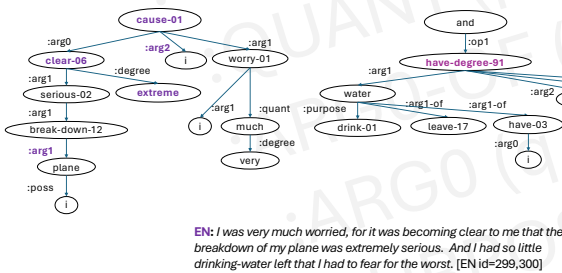 cause-01
and
:arg0
:arg2
:arg1
:op1
clear-06
i
worry-01
have-degree-91
:arg1
:degree
:arg1
:arg2
serious-02
extreme
water
:arg1
:arg1
:quant
:purpose
:arg1-of
:arg1-of
break-down-12
i
much
drink-01
leave-17
have-03
:arg1
:degree
:arg0
plane
very
i
:poss
i
EN: I was very much worried, for it was becoming clear to me that the
breakdown of my plane was extremely serious. And I had so little
drinking-water left that I had to fear for the worst. [EN id=299,300]